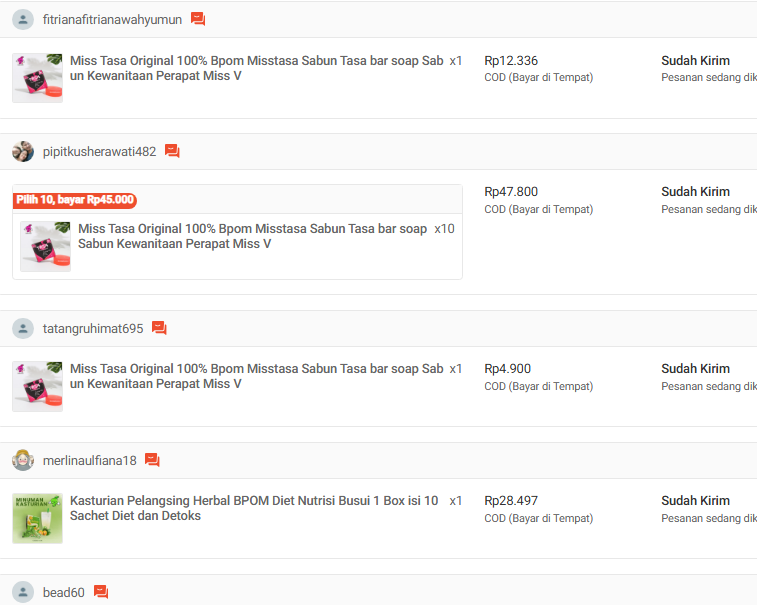 fitrianafitrianawahyumun
Miss Tasa Original 100% Bpom Misstasa Sabun Tasa bar soap Sab x1
un Kewanitaan Perapat Miss V
Rp12.336
COD (Bayar di Tempat)
Sudah Kirim
Pesanan sedang dik
pipitkusherawati482
Pilih 10, bayar Rp45.000
Miss Tasa Original 100% Bpom Misstasa Sabun Tasa bar soap x10
Sabun Kewanitaan Perapat Miss V
Rp47.800
COD (Bayar di Tempat)
Sudah Kirim
Pesanan sedang dik
tatangruhimat695
Miss Tasa Original 100% Bpom Misstasa Sabun Tasa bar soap Sab x1
un Kewanitaan Perapat Miss V
Rp4.900
COD (Bayar di Tempat)
Sudah Kirim
Pesanan sedang dik
merlinaulfiana18
MINUMAN
KASTURIAN
Kasturian Pelangsing Herbal BPOM Diet Nutrisi Busui 1 Box isi 10 x1
Sachet Diet dan Detoks
Rp28.497
COD (Bayar di Tempat)
Sudah Kirim
Pesanan sedang dik
bead60